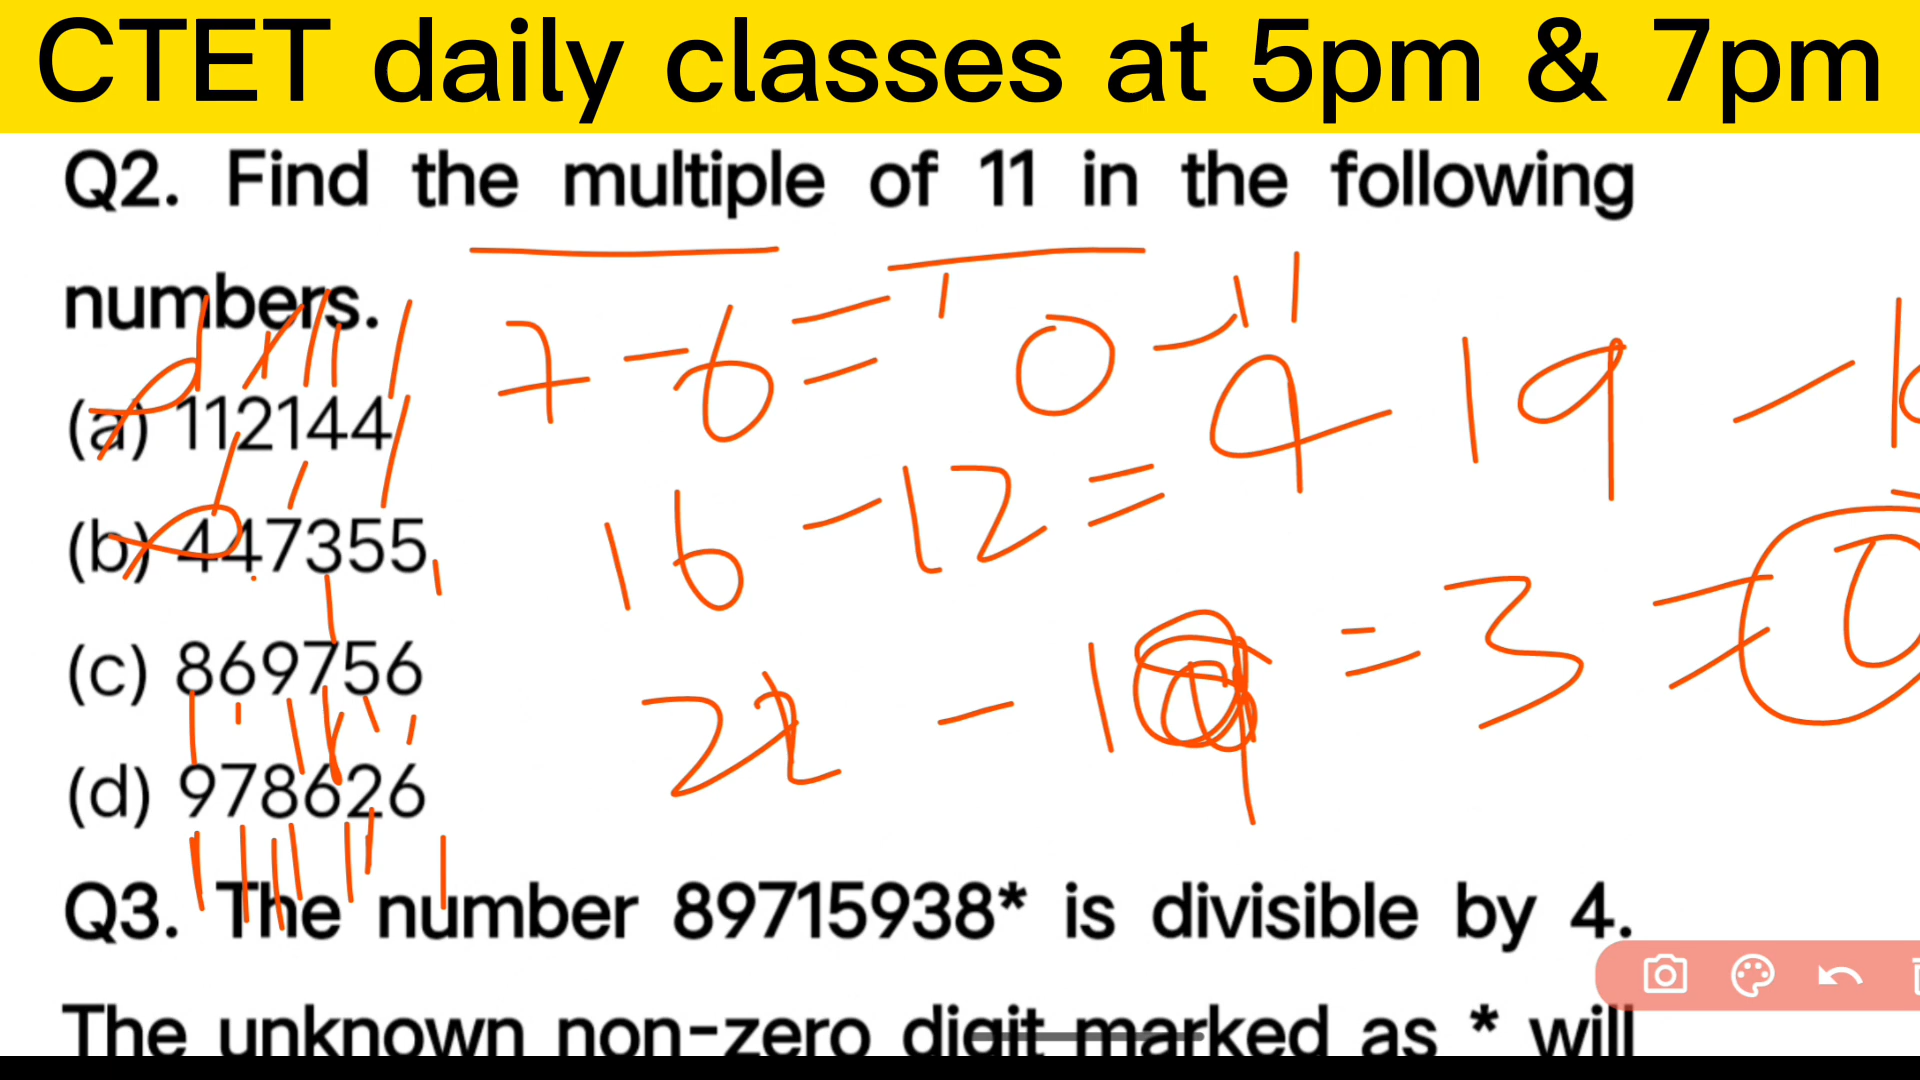 CTET daily classes at 5pm & 7pm
Q2. Find the multiple of 11 in the following
numbers.
7 - 6 = 1 0 - 11
(a) 112144
4 19 -
16 - 12 =
(b) 447355
(c) 869756
22 - 19 = 3 = 0
(d) 978626
Q3. The number 89715938* is divisible by 4.
The unknown non-zero digit marked as * will